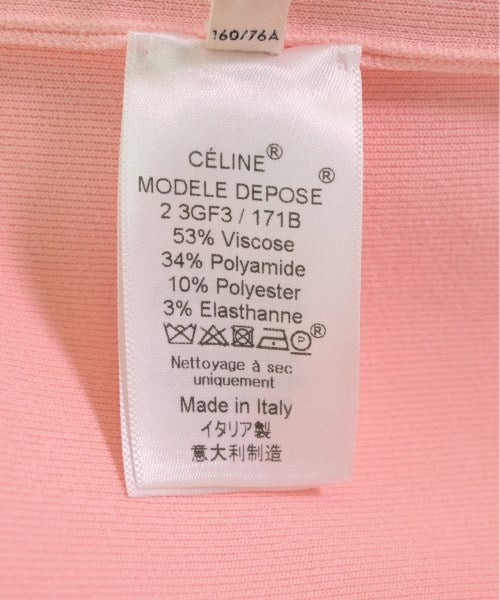 160/76A
CÉLINE®
MODELE DEPOSE®
2 3GF3 / 171B
53% Viscose
34% Polyamide
10% Polyester
3% Elasthanne
P ®
Nettoyage à sec
uniquement
Made in Italy
イタリア製
意大利制造